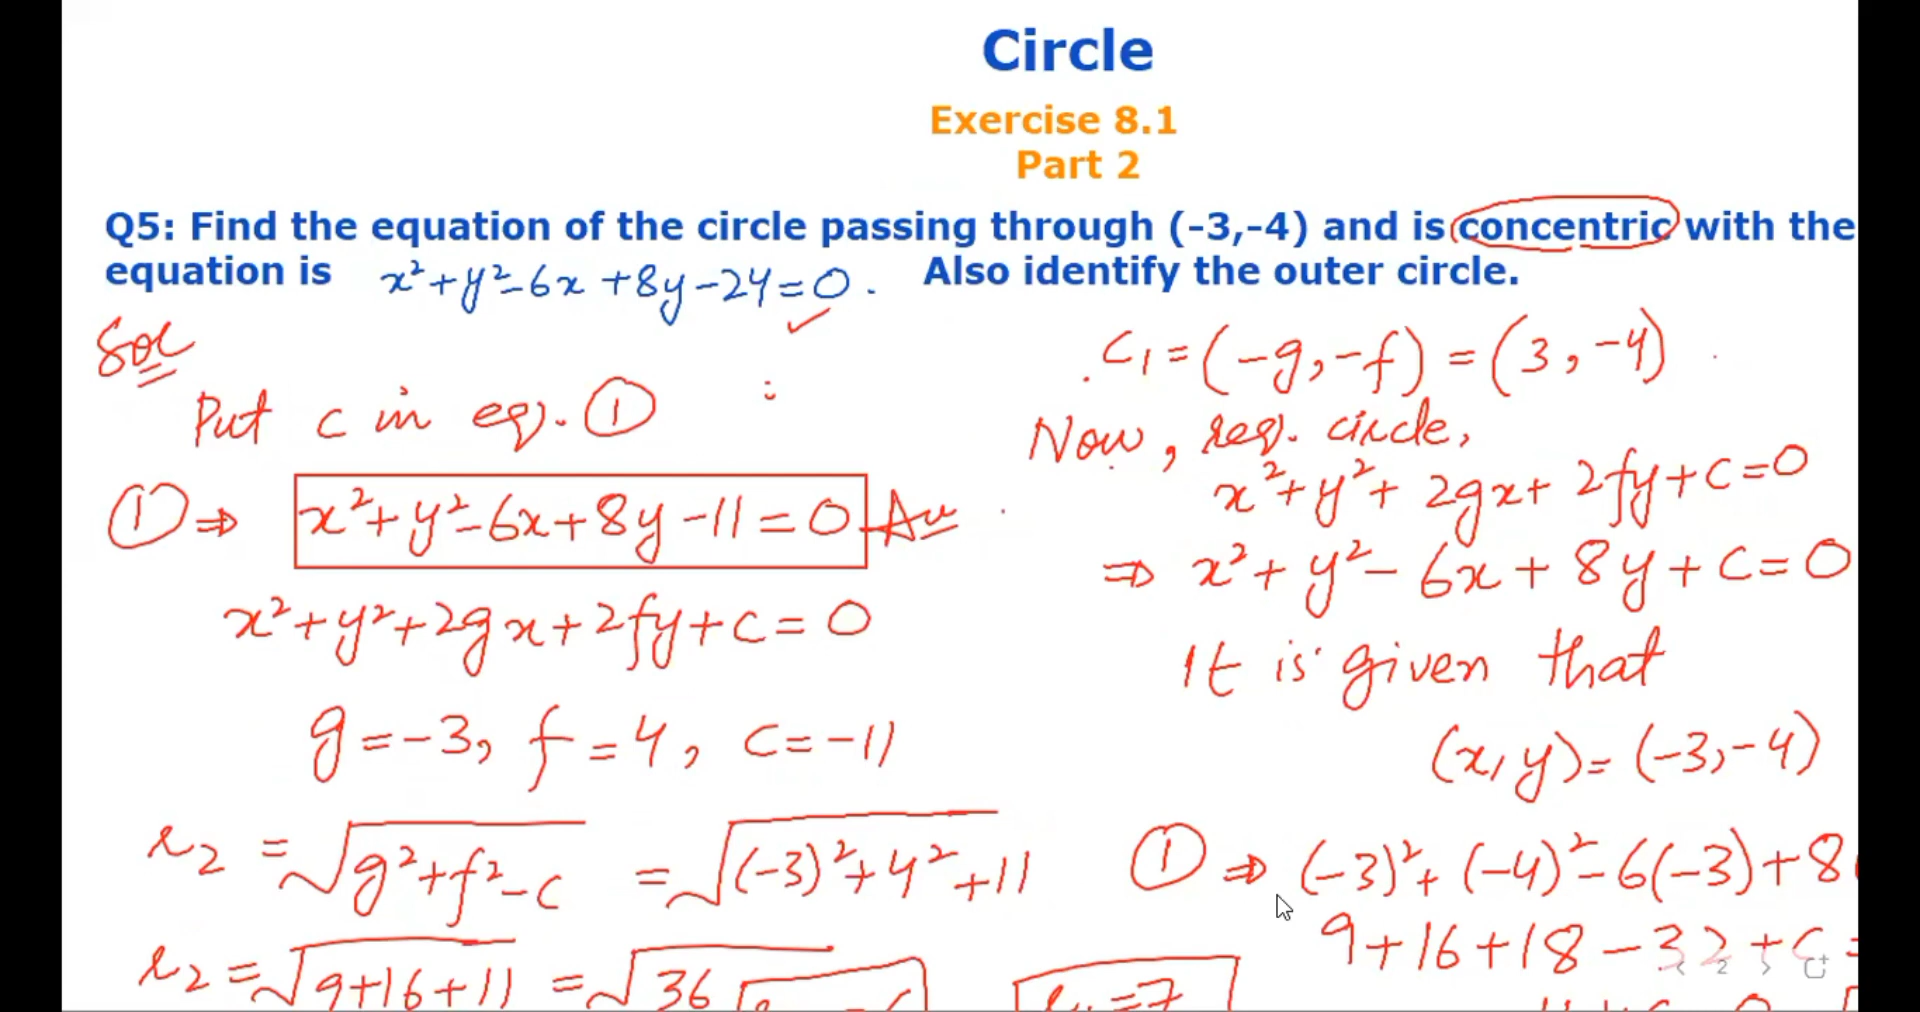 Circle
Exercise 8.1
Part 2
Q5: Find the equation of the circle passing through (-3,-4) and is concentric with the
equation is x²+y²-6x+8y-24=0. Also identify the outer circle.
Sol
Put c in eq. ①
① ⇒ x²+y²-6x+8y-11=0 Ans
x²+y²+2gx+2fy+c=0
g=-3, f=4, c=-11
r₂ = √g²+f²-c = √(-3)²+4²+11
r₂ = √9+16+11 = √36
C₁=(-g,-f)=(3,-4)
Now, req. circle,
x²+y²+2gx+2fy+c=0
⇒ x²+y²-6x+8y+c=0
It is given that
(x,y)=(-3,-4)
① ⇒ (-3)²+(-4)²-6(-3)+8(
9+16+18-32+c=
r₁=7
2